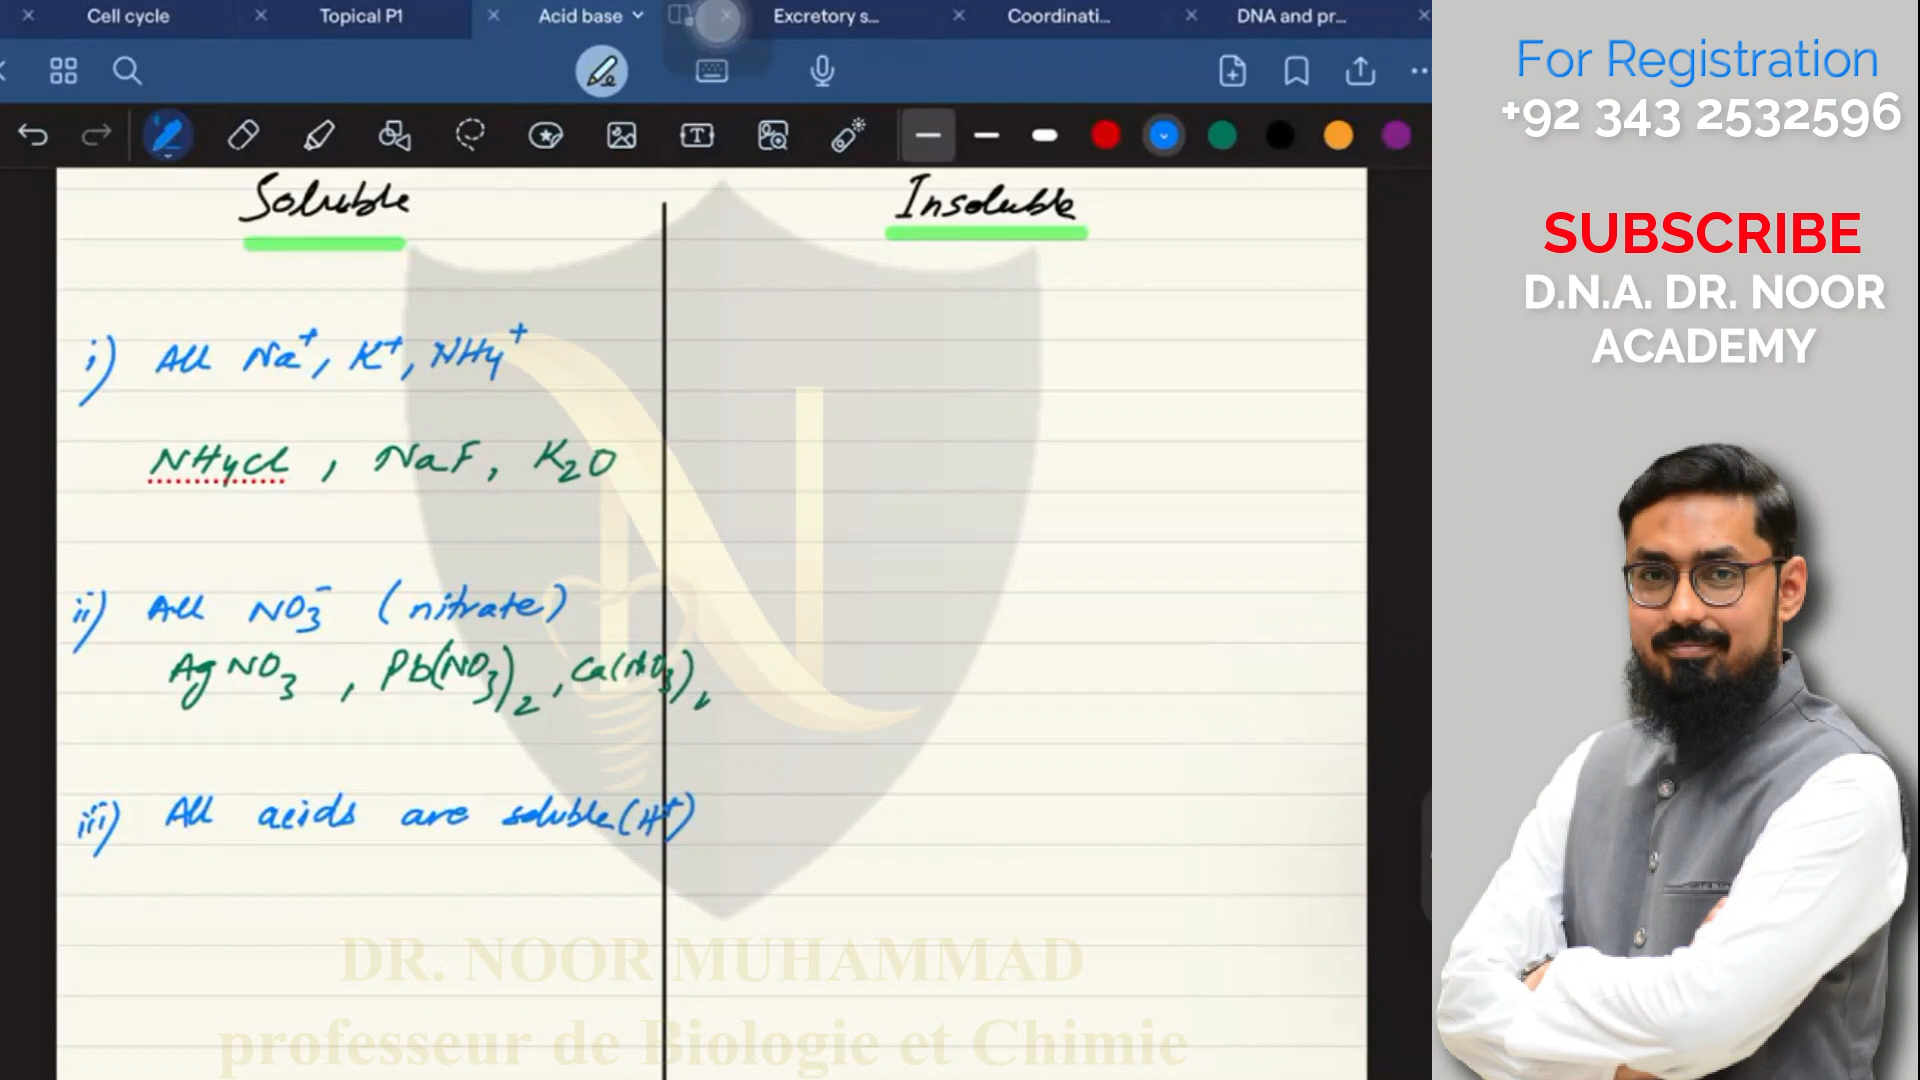 Cell cycle Topical P1 Acid base Excretory s... Coordinati... DNA and pr...
For Registration
+92 343 2532596
SUBSCRIBE
D.N.A. DR. NOOR
ACADEMY
Soluble Insoluble
i) All Na⁺, K⁺, NH4⁺
NH4Cl, NaF, K2O
ii) All NO3⁻ (nitrate)
AgNO3, Pb(NO3)2, Ca(NO3)2
iii) All acids are soluble (H⁺)
DR. NOOR MUHAMMAD
professeur de Biologie et Chimie